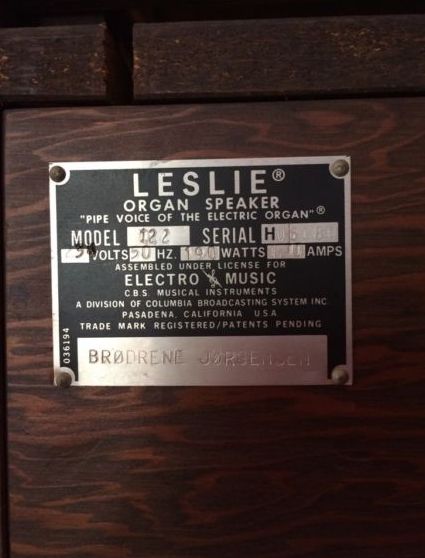 LESLIE®
ORGAN SPEAKER
"PIPE VOICE OF THE ELECTRIC ORGAN"®
MODEL 122 SERIAL H
VOLTS 50 HZ. 190 WATTS AMPS
ASSEMBLED UNDER LICENSE FOR
ELECTRO MUSIC
C.B.S. MUSICAL INSTRUMENTS
A DIVISION OF COLUMBIA BROADCASTING SYSTEM INC.
PASADENA, CALIFORNIA U.S.A
TRADE MARK REGISTERED/PATENTS PENDING
036194
BRØDRENE JØRGENSEN